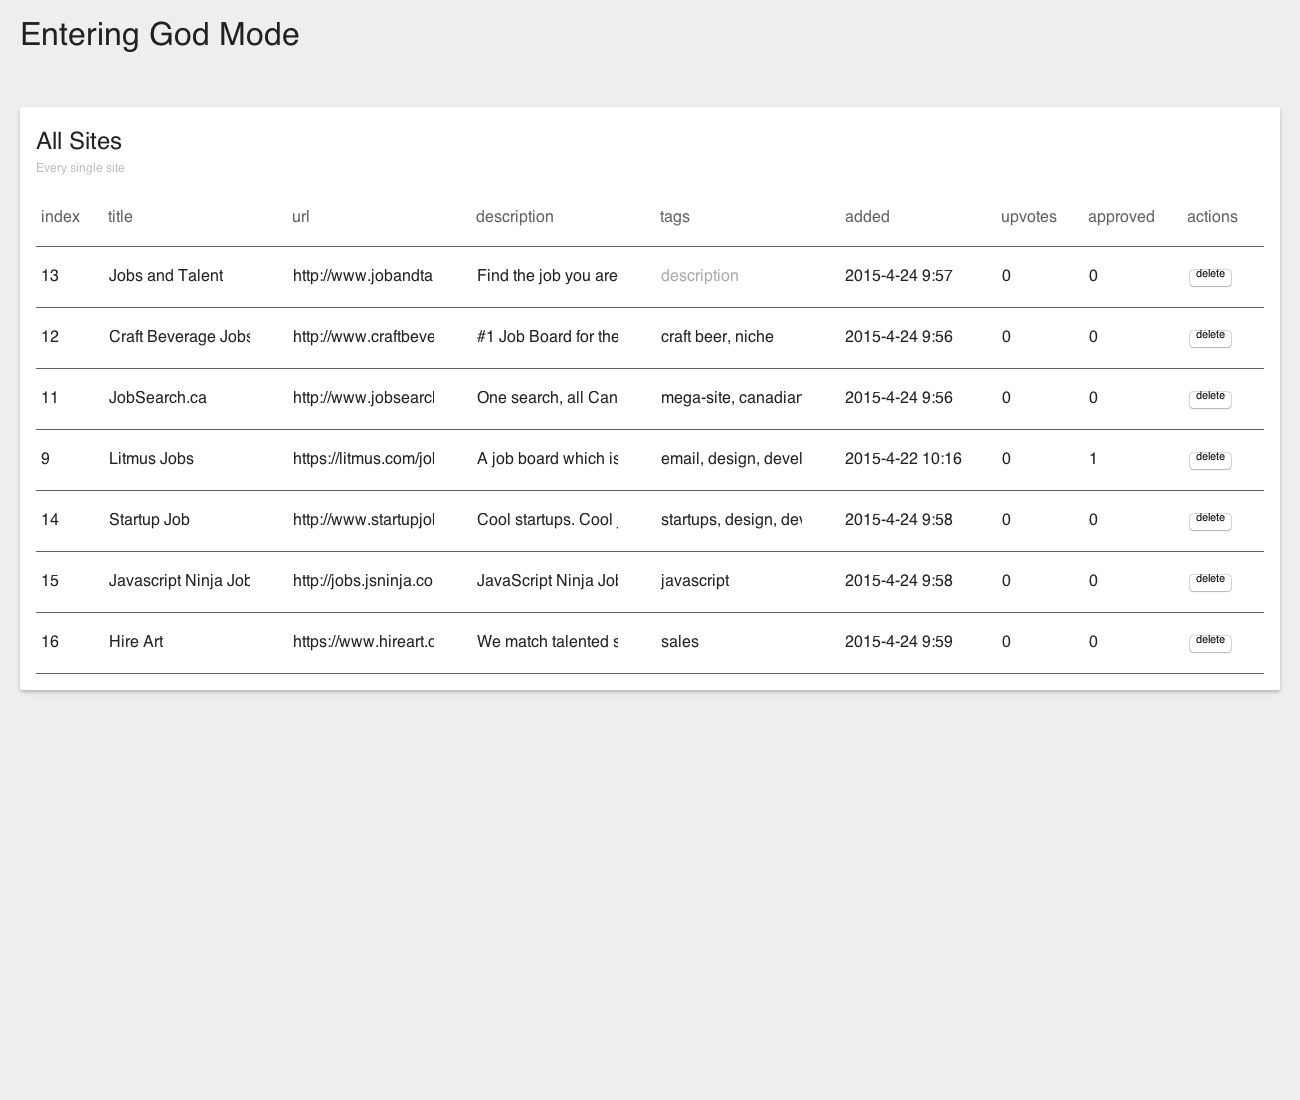 Entering God Mode
All Sites
Every single site
index title url description tags added upvotes approved actions
13 Jobs and Talent http://www.jobandta Find the job you are description 2015-4-24 9:57 0 0 delete
12 Craft Beverage Jobs http://www.craftbeve #1 Job Board for the craft beer, niche 2015-4-24 9:56 0 0 delete
11 JobSearch.ca http://www.jobsearcl One search, all Can mega-site, canadian 2015-4-24 9:56 0 0 delete
9 Litmus Jobs https://litmus.com/jol A job board which is email, design, devel 2015-4-22 10:16 0 1 delete
14 Startup Job http://www.startupjol Cool startups. Cool startups, design, dev 2015-4-24 9:58 0 0 delete
15 Javascript Ninja Job http://jobs.jsninja.co JavaScript Ninja Job javascript 2015-4-24 9:58 0 0 delete
16 Hire Art https://www.hireart.c We match talented s sales 2015-4-24 9:59 0 0 delete